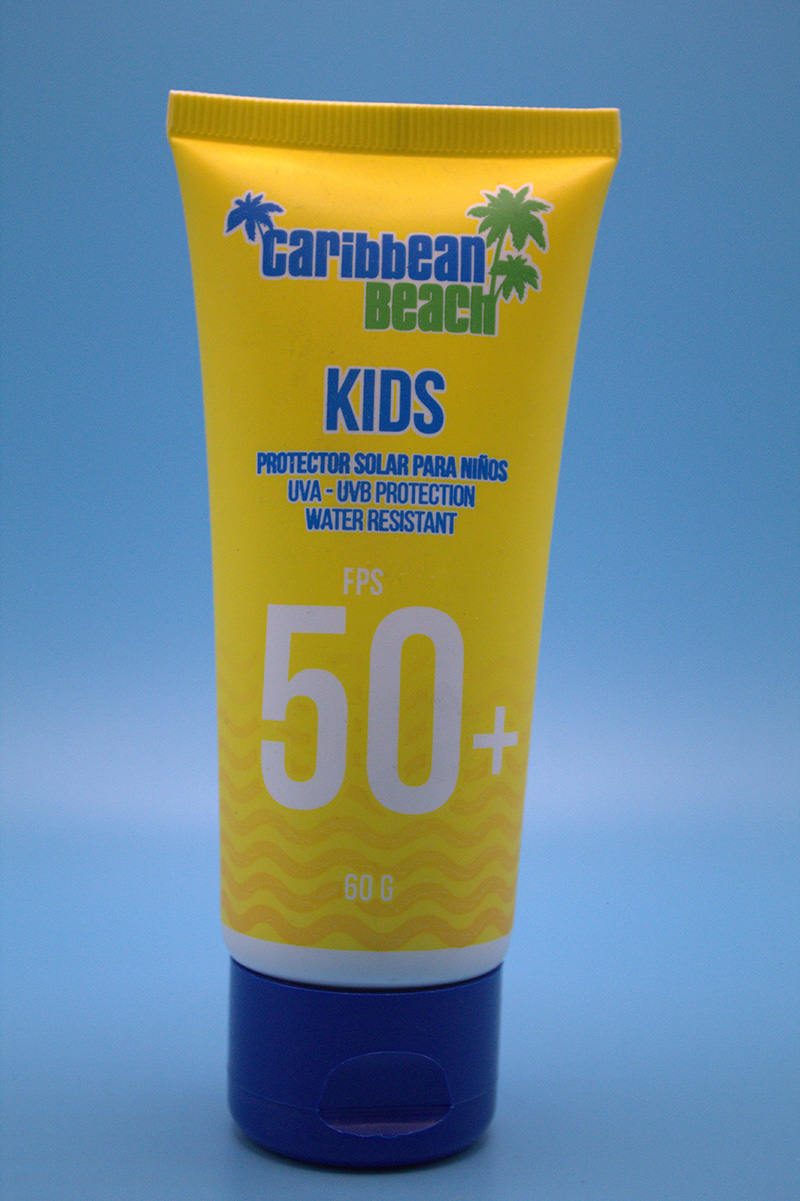 Caribbean
Beach
KIDS
PROTECTOR SOLAR PARA NIÑOS
UVA - UVB PROTECTION
WATER RESISTANT
FPS
50+
60 G